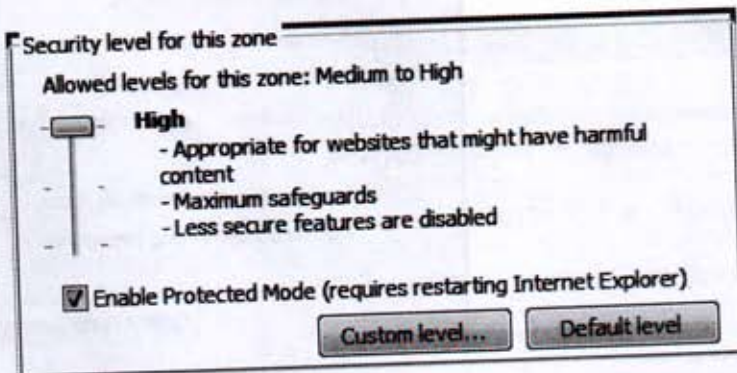 Security level for this zone
Allowed levels for this zone: Medium to High
High
- Appropriate for websites that might have harmful
content
- Maximum safeguards
- Less secure features are disabled
Enable Protected Mode (requires restarting Internet Explorer)
Custom level...
Default level